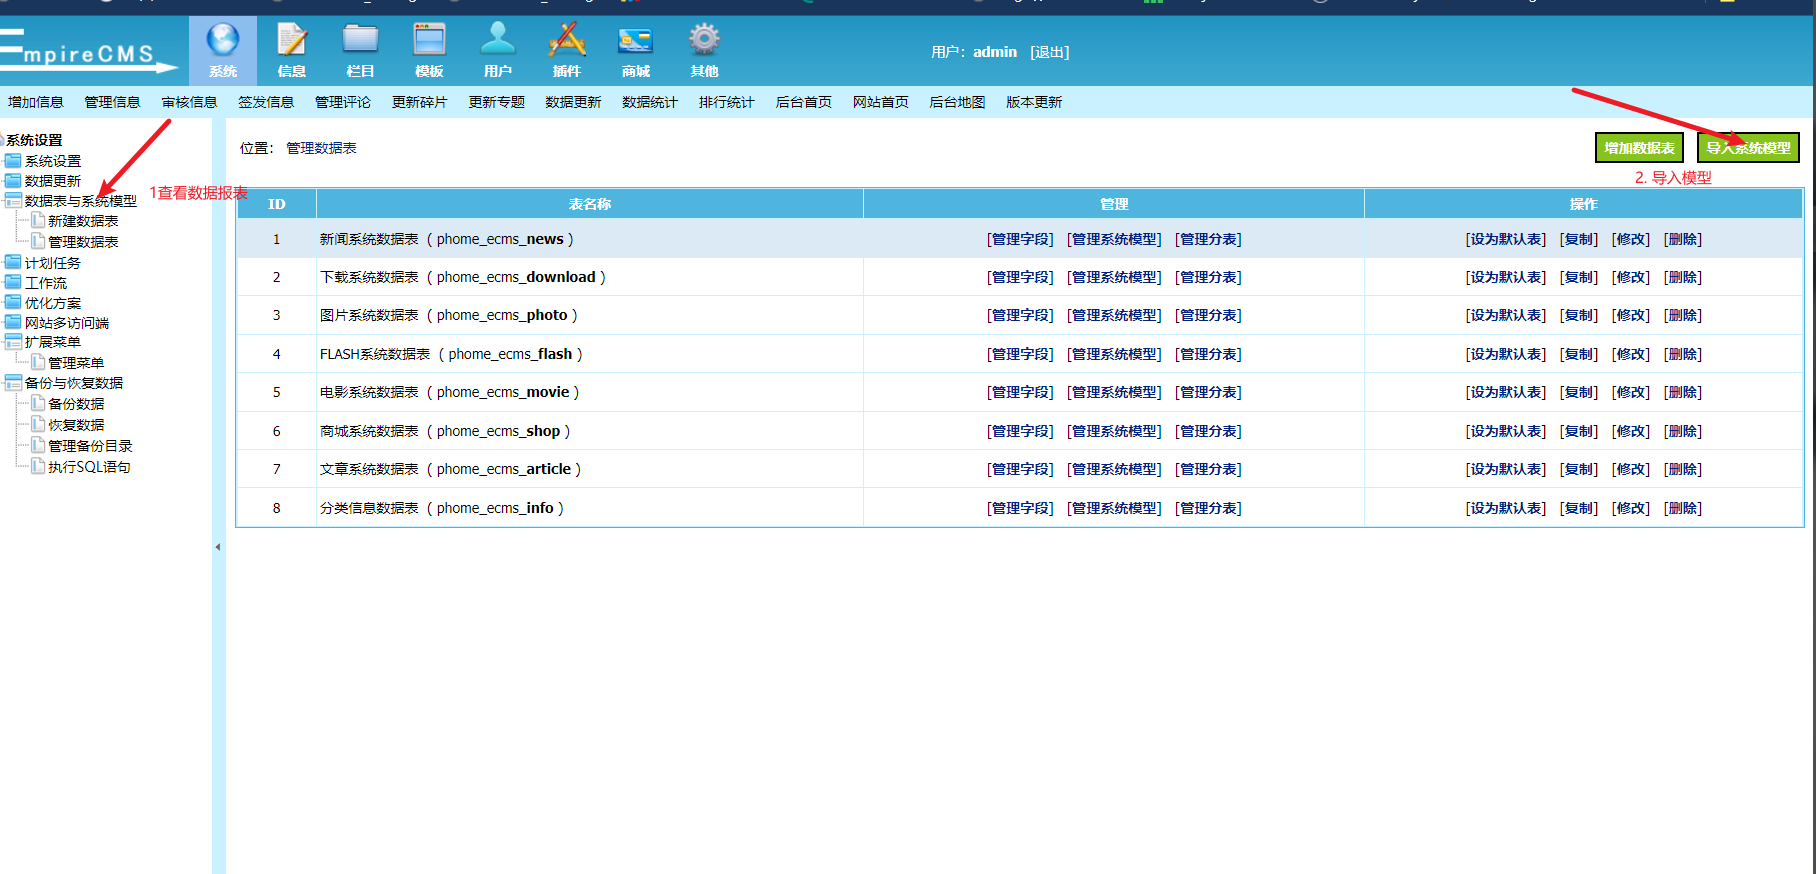 EmpireCMS
系统
信息
栏目
模板
用户
插件
商城
其他
用户：admin [退出]
增加信息 管理信息 审核信息 签发信息 管理评论 更新碎片 更新专题 数据更新 数据统计 排行统计 后台首页 网站首页 后台地图 版本更新
系统设置
系统设置
数据更新
数据表与系统模型
新建数据表
管理数据表
计划任务
工作流
优化方案
网站多访问端
扩展菜单
管理菜单
备份与恢复数据
备份数据
恢复数据
管理备份目录
执行SQL语句
1查看数据报表
位置： 管理数据表
增加数据表 导入系统模型
2. 导入模型
ID 表名称 管理 操作
1 新闻系统数据表 ( phome_ecms_news ) [管理字段] [管理系统模型] [管理分表] [设为默认表] [复制] [修改] [删除]
2 下载系统数据表 ( phome_ecms_download ) [管理字段] [管理系统模型] [管理分表] [设为默认表] [复制] [修改] [删除]
3 图片系统数据表 ( phome_ecms_photo ) [管理字段] [管理系统模型] [管理分表] [设为默认表] [复制] [修改] [删除]
4 FLASH系统数据表 ( phome_ecms_flash ) [管理字段] [管理系统模型] [管理分表] [设为默认表] [复制] [修改] [删除]
5 电影系统数据表 ( phome_ecms_movie ) [管理字段] [管理系统模型] [管理分表] [设为默认表] [复制] [修改] [删除]
6 商城系统数据表 ( phome_ecms_shop ) [管理字段] [管理系统模型] [管理分表] [设为默认表] [复制] [修改] [删除]
7 文章系统数据表 ( phome_ecms_article ) [管理字段] [管理系统模型] [管理分表] [设为默认表] [复制] [修改] [删除]
8 分类信息数据表 ( phome_ecms_info ) [管理字段] [管理系统模型] [管理分表] [设为默认表] [复制] [修改] [删除]